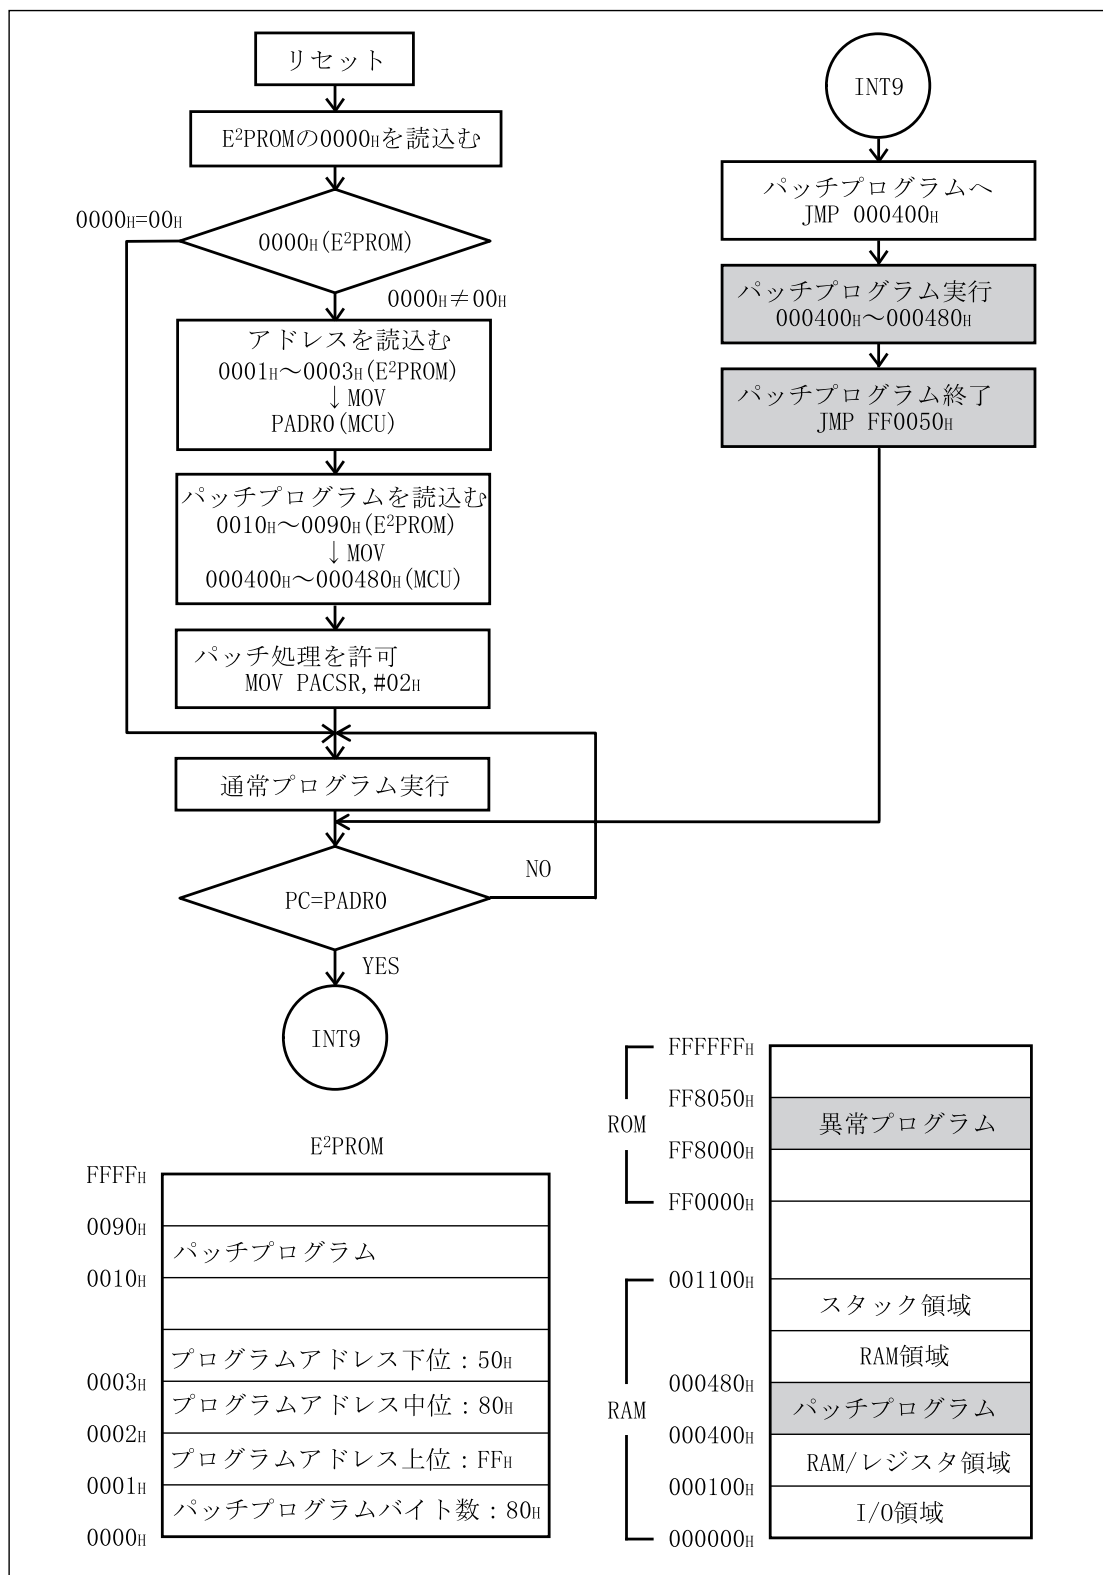 リセット
E²PROMの0000Hを読込む
0000H=00H
0000H(E²PROM)
0000H≠00H
アドレスを読込む
0001H～0003H(E²PROM)
↓MOV
PADR0(MCU)
パッチプログラムを読込む
0010H～0090H(E²PROM)
↓MOV
000400H～000480H(MCU)
パッチ処理を許可
MOV PACSR,#02H
通常プログラム実行
NO
PC=PADR0
YES
INT9
INT9
パッチプログラムへ
JMP 000400H
パッチプログラム実行
000400H～000480H
パッチプログラム終了
JMP FF0050H
E²PROM
FFFFH
0090H
パッチプログラム
0010H
プログラムアドレス下位：50H
0003H
プログラムアドレス中位：80H
0002H
プログラムアドレス上位：FFH
0001H
パッチプログラムバイト数：80H
0000H
FFFFFFH
FF8050H
ROM
異常プログラム
FF8000H
FF0000H
001100H
スタック領域
RAM領域
000480H
RAM
パッチプログラム
000400H
RAM/レジスタ領域
000100H
I/O領域
000000H